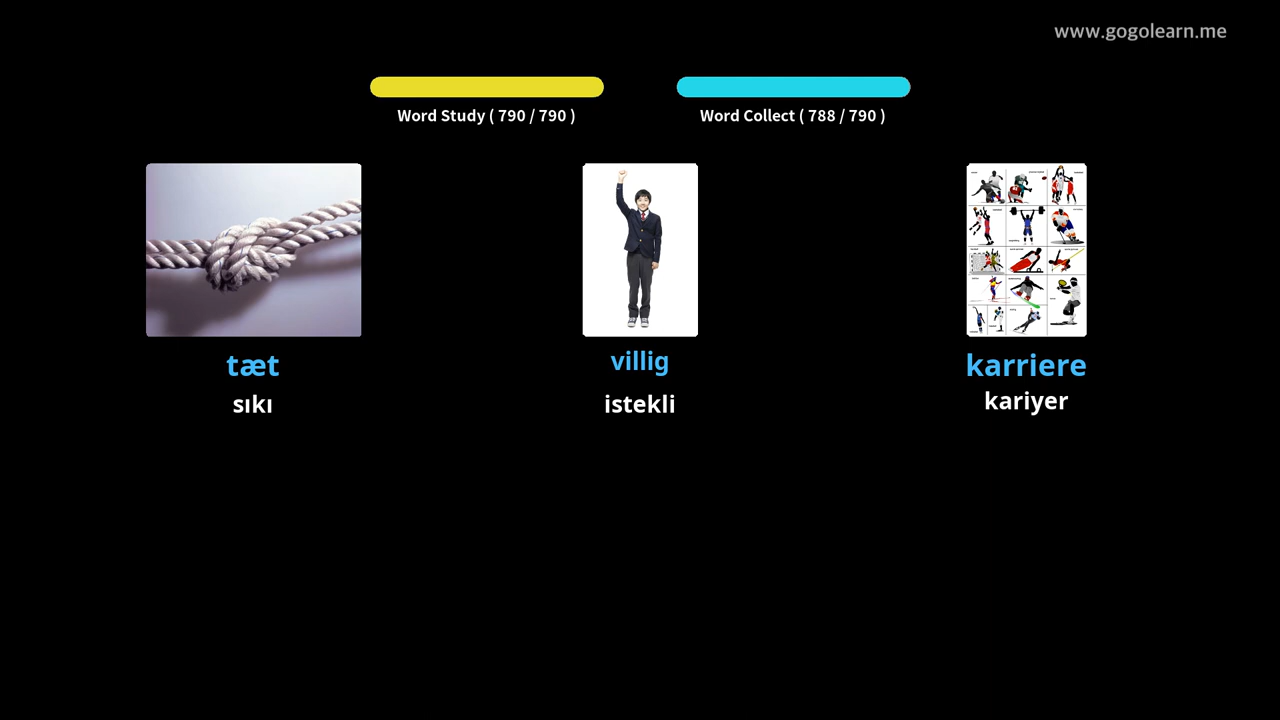 www.gogolearn.me
Word Study ( 790 / 790 )
Word Collect ( 788 / 790 )
tæt
villig
karriere
sıkı
istekli
kariyer